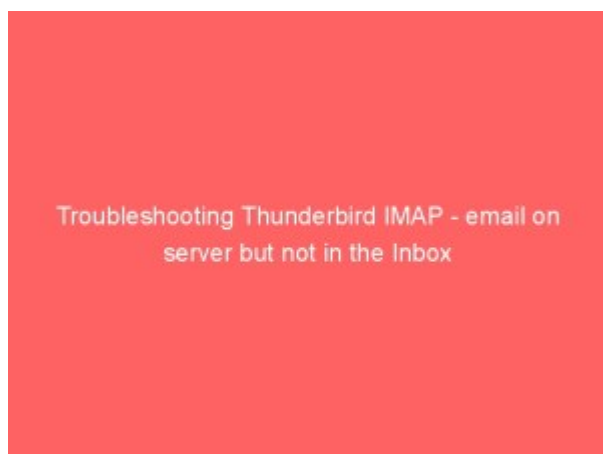 Troubleshooting Thunderbird IMAP - email on
server but not in the Inbox